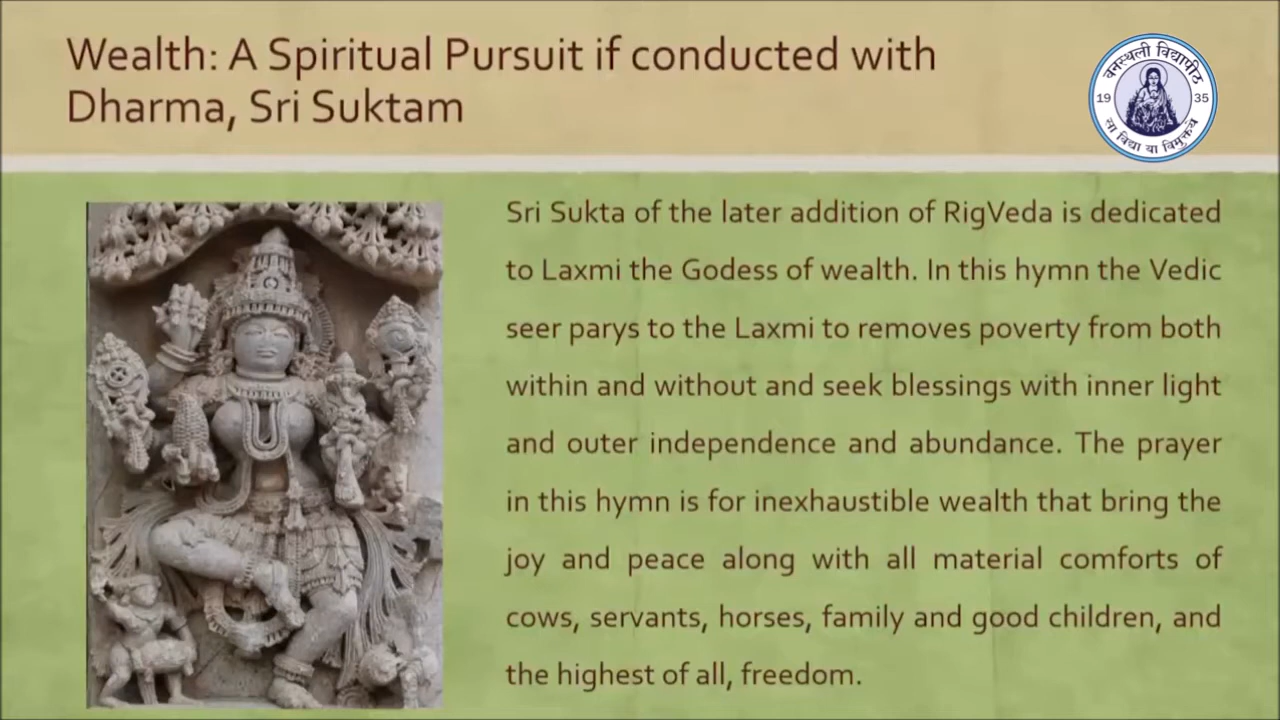 Wealth: A Spiritual Pursuit if conducted with
Dharma, Sri Suktam
वनस्थली विद्यापीठ
19 35
सा विद्या या विमुक्तये
Sri Sukta of the later addition of RigVeda is dedicated
to Laxmi the Godess of wealth. In this hymn the Vedic
seer parys to the Laxmi to removes poverty from both
within and without and seek blessings with inner light
and outer independence and abundance. The prayer
in this hymn is for inexhaustible wealth that bring the
joy and peace along with all material comforts of
cows, servants, horses, family and good children, and
the highest of all, freedom.